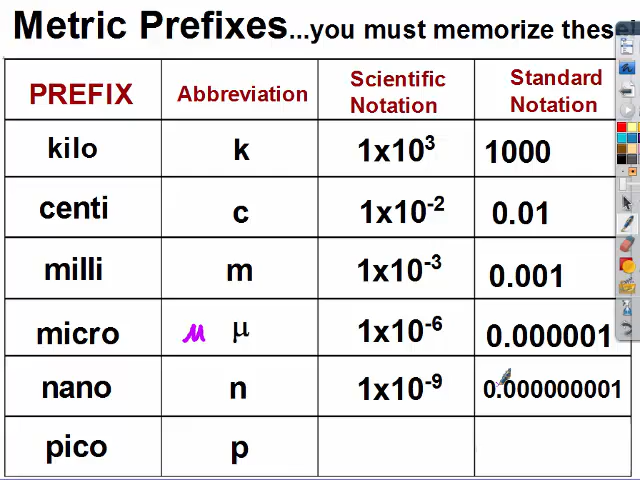 Metric Prefixes...you must memorize these!
PREFIX Abbreviation Scientific Notation Standard Notation
kilo k 1x10³ 1000
centi c 1x10⁻² 0.01
milli m 1x10⁻³ 0.001
micro μ μ 1x10⁻⁶ 0.000001
nano n 1x10⁻⁹ 0.000000001
pico p